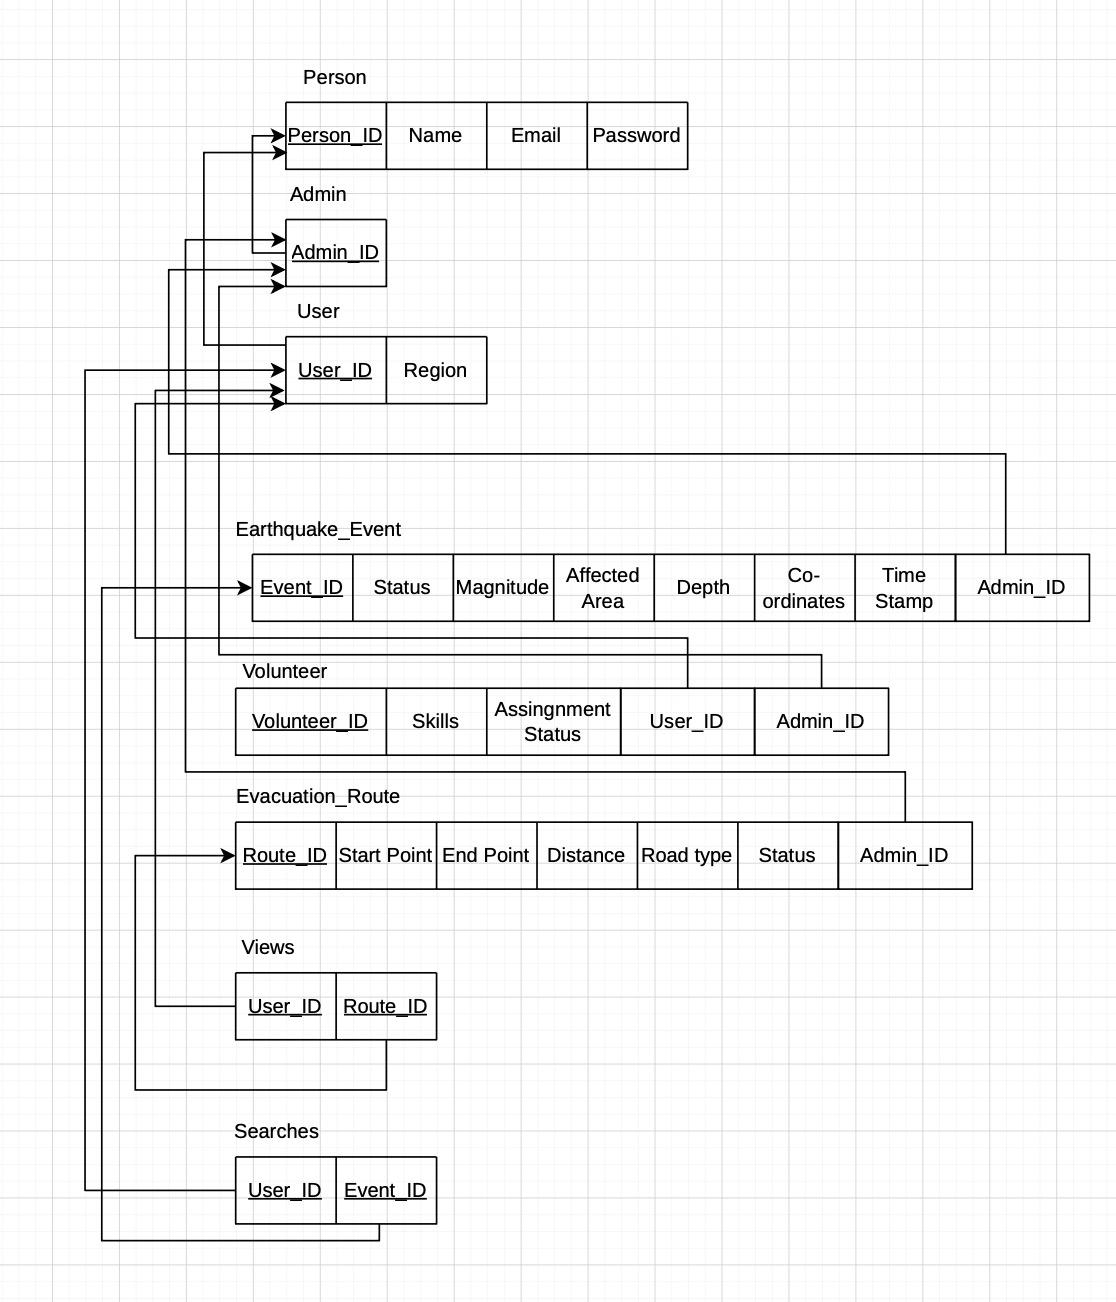 Person
Person_ID Name Email Password
Admin
Admin_ID
User
User_ID Region
Earthquake_Event
Event_ID Status Magnitude Affected Area Depth Co-ordinates Time Stamp Admin_ID
Volunteer
Volunteer_ID Skills Assingnment Status User_ID Admin_ID
Evacuation_Route
Route_ID Start Point End Point Distance Road type Status Admin_ID
Views
User_ID Route_ID
Searches
User_ID Event_ID